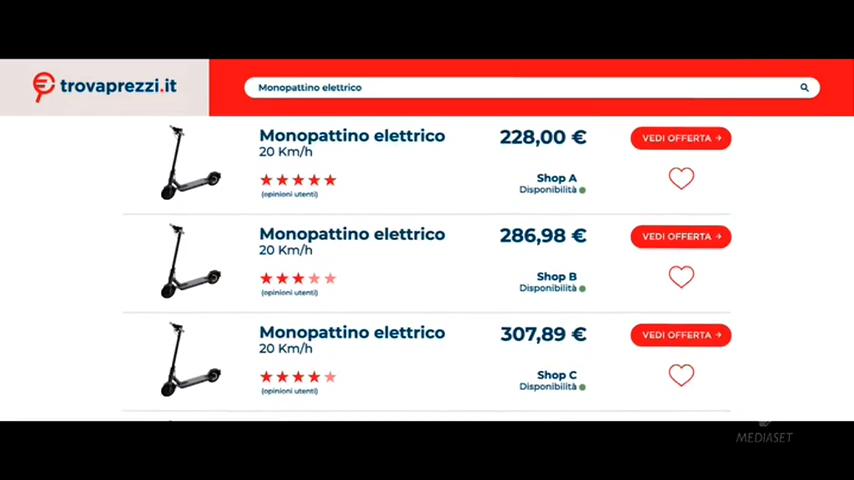 trovaprezzi.it
Monopattino elettrico
Monopattino elettrico
20 Km/h
(opinioni utenti)
228,00 €
Shop A
Disponibilità
VEDI OFFERTA →
Monopattino elettrico
20 Km/h
(opinioni utenti)
286,98 €
Shop B
Disponibilità
VEDI OFFERTA →
Monopattino elettrico
20 Km/h
(opinioni utenti)
307,89 €
Shop C
Disponibilità
VEDI OFFERTA →
MEDIASET